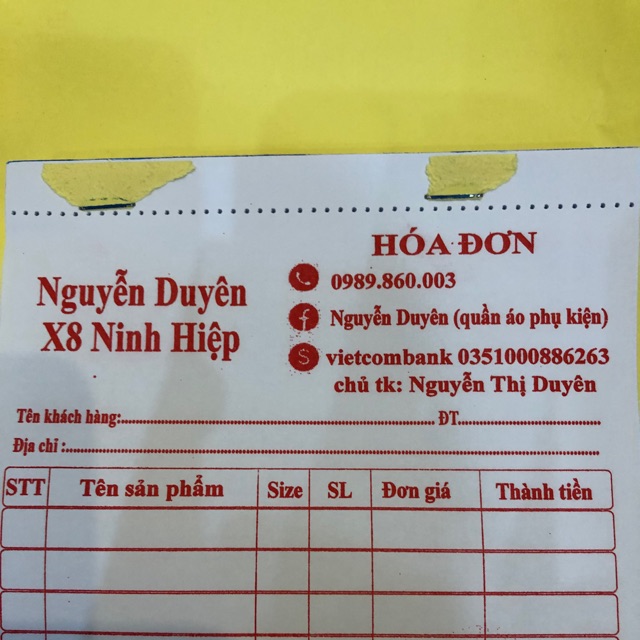 HÓA ĐƠN
Nguyễn Duyên
X8 Ninh Hiệp
0989.860.003
Nguyễn Duyên (quần áo phụ kiện)
vietcombank 0351000886263
chủ tk: Nguyễn Thị Duyên
Tên khách hàng:.................... ĐT....................
Địa chỉ :....................
STT Tên sản phẩm Size SL Đơn giá Thành tiền